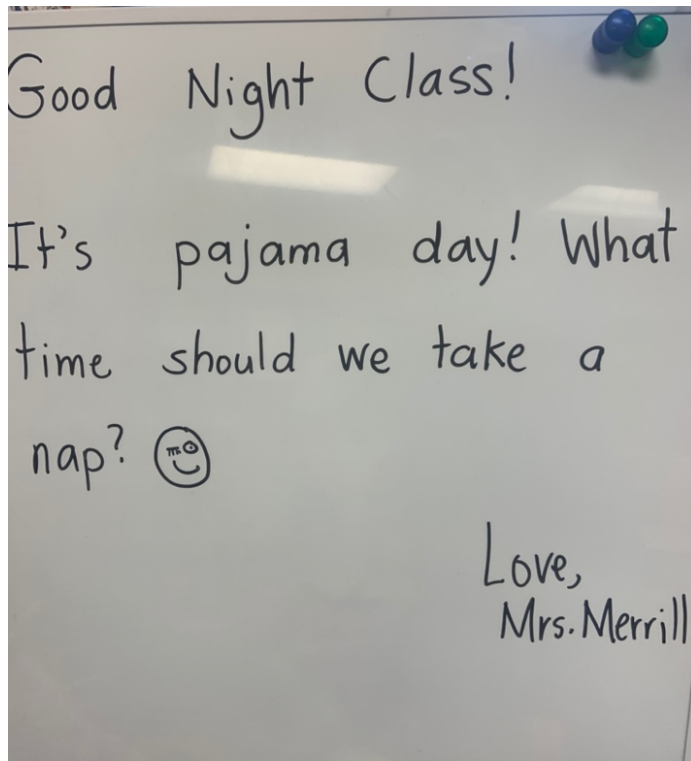 Good Night Class!
It's pajama day! What
time should we take a
nap?
Love,
Mrs. Merrill